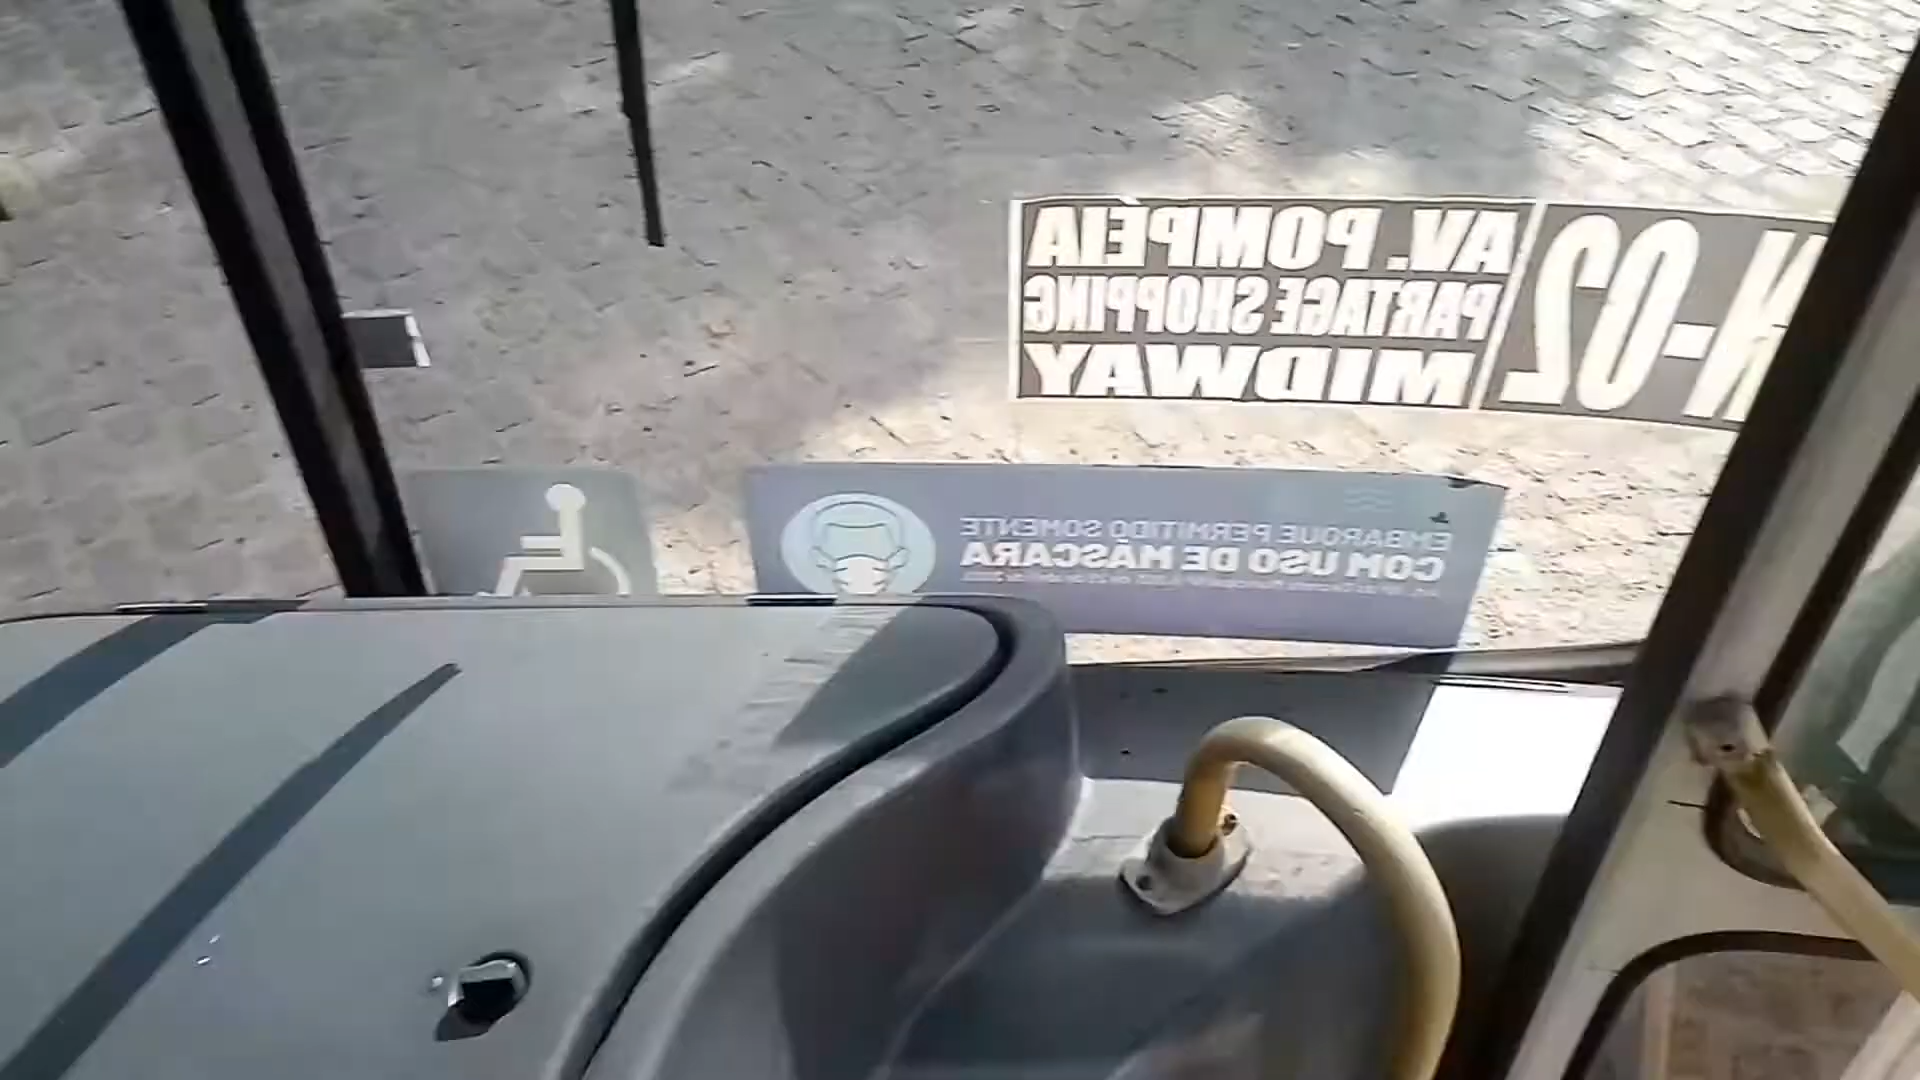 N-02
AV. POMPÉIA
PARTAGE SHOPPING
MIDWAY
EMBARQUE PERMITIDO SOMENTE
COM USO DE MÁSCARA